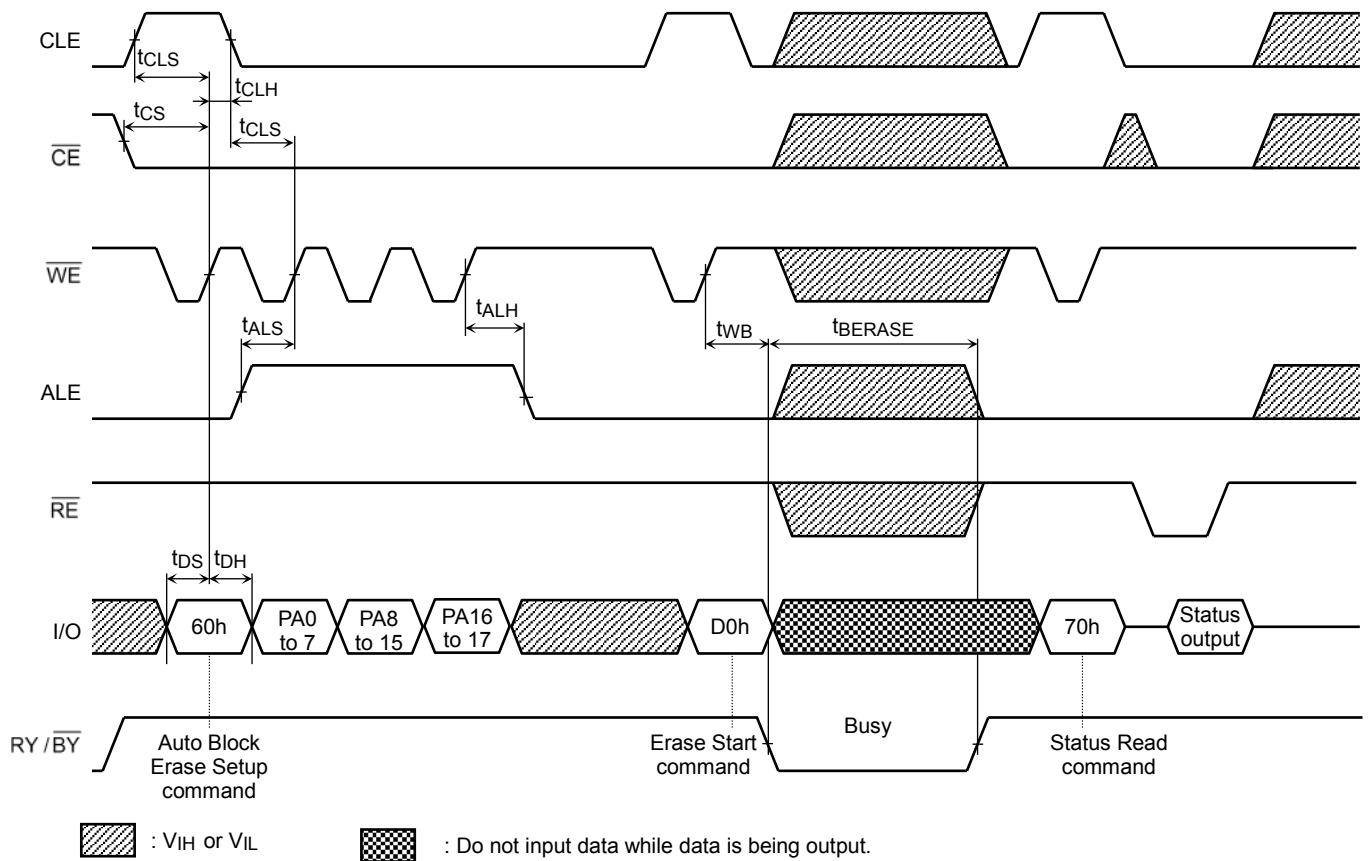 CLE
tCLS
tCLH
tCS
tCLS
CE
WE
tALS
tALH
tWB
tBERASE
ALE
RE
tDS
tDH
I/O
60h
PA0
to 7
PA8
to 15
PA16
to 17
D0h
70h
Status
output
RY / BY
Busy
Auto Block
Erase Setup
command
Erase Start
command
Status Read
command
: VIH or VIL
: Do not input data while data is being output.